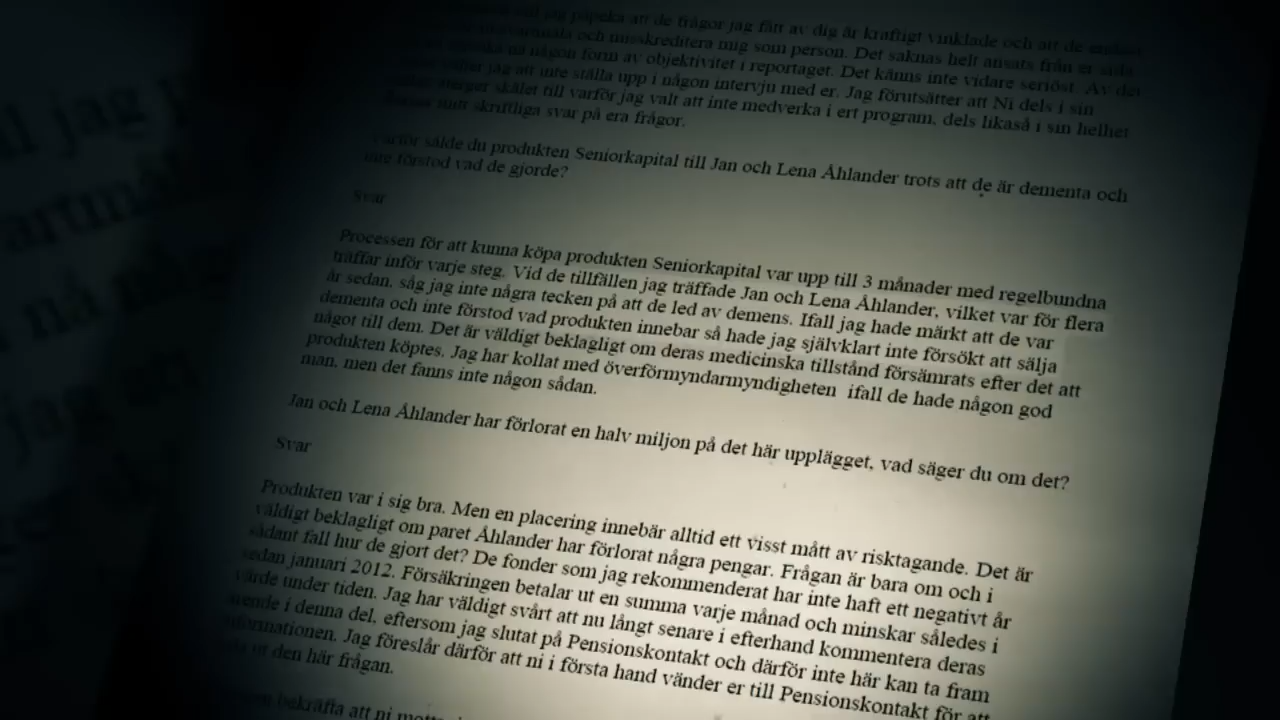 påpeka att de frågor jag fått av dig är kraftigt vinklade och att de
och misskreditera mig som person. Det saknas helt ansats från er sida
nå någon form av objektivitet i reportaget. Det känns inte vidare seriöst. Av det
jag att inte ställa upp i någon intervju med er. Jag förutsätter att Ni dels i sin
skälet till varför jag valt att inte medverka i ert program, dels likaså i sin helhet
mitt skriftliga svar på era frågor.
sålde du produkten Seniorkapital till Jan och Lena Åhlander trots att de är dementa och
förstod vad de gjorde?
Svar
Processen för att kunna köpa produkten Seniorkapital var upp till 3 månader med regelbundna
träffar inför varje steg. Vid de tillfällen jag träffade Jan och Lena Åhlander, vilket var för flera
år sedan, såg jag inte några tecken på att de led av demens. Ifall jag hade märkt att de var
dementa och inte förstod vad produkten innebar så hade jag självklart inte försökt att sälja
något till dem. Det är väldigt beklagligt om deras medicinska tillstånd försämrats efter det att
produkten köptes. Jag har kollat med överförmyndarmyndigheten ifall de hade någon god
man, men det fanns inte någon sådan.
Jan och Lena Åhlander har förlorat en halv miljon på det här upplägget, vad säger du om det?
Svar
Produkten var i sig bra. Men en placering innebär alltid ett visst mått av risktagande. Det är
väldigt beklagligt om paret Åhlander har förlorat några pengar. Frågan är bara om och i
sådant fall hur de gjort det? De fonder som jag rekommenderat har inte haft ett negativt år
sedan januari 2012. Försäkringen betalar ut en summa varje månad och minskar således i
värde under tiden. Jag har väldigt svårt att nu långt senare i efterhand kommentera deras
i denna del, eftersom jag slutat på Pensionskontakt och därför inte här kan ta fram
informationen. Jag föreslår därför att ni i första hand vänder er till Pensionskontakt för att
ut den här frågan.
bekräfta att ni